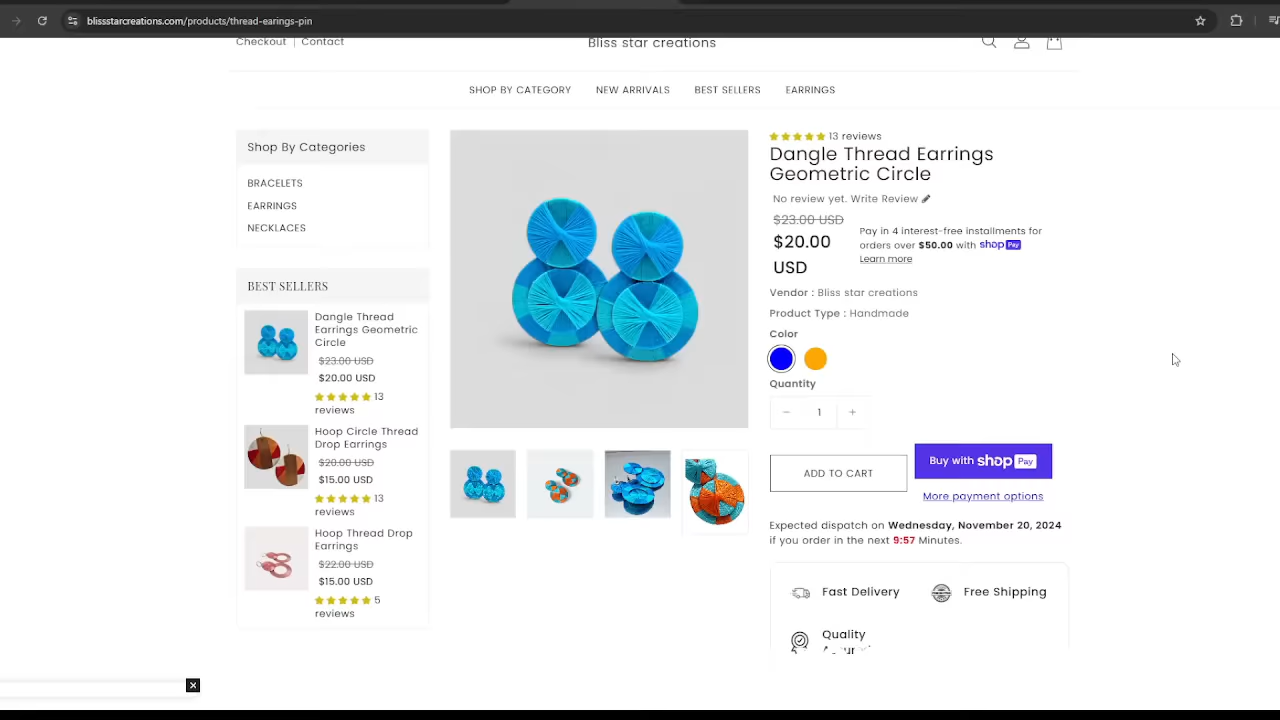 blissstarcreations.com/products/thread-earings-pin
Checkout | Contact
Bliss star creations
SHOP BY CATEGORY
NEW ARRIVALS
BEST SELLERS
EARRINGS
Shop By Categories
BRACELETS
EARRINGS
NECKLACES
BEST SELLERS
Dangle Thread
Earrings Geometric
Circle
$23.00 USD
$20.00 USD
13
reviews
Hoop Circle Thread
Drop Earrings
$20.00 USD
$15.00 USD
13
reviews
Hoop Thread Drop
Earrings
$22.00 USD
$15.00 USD
5
reviews
13 reviews
Dangle Thread Earrings
Geometric Circle
No review yet. Write Review
$23.00 USD
$20.00
USD
Pay in 4 interest-free installments for
orders over $50.00 with shop Pay
Learn more
Vendor : Bliss star creations
Product Type : Handmade
Color
Quantity
− 1 +
ADD TO CART
Buy with shop Pay
More payment options
Expected dispatch on Wednesday, November 20, 2024
if you order in the next 9:57 Minutes.
Fast Delivery
Free Shipping
Quality